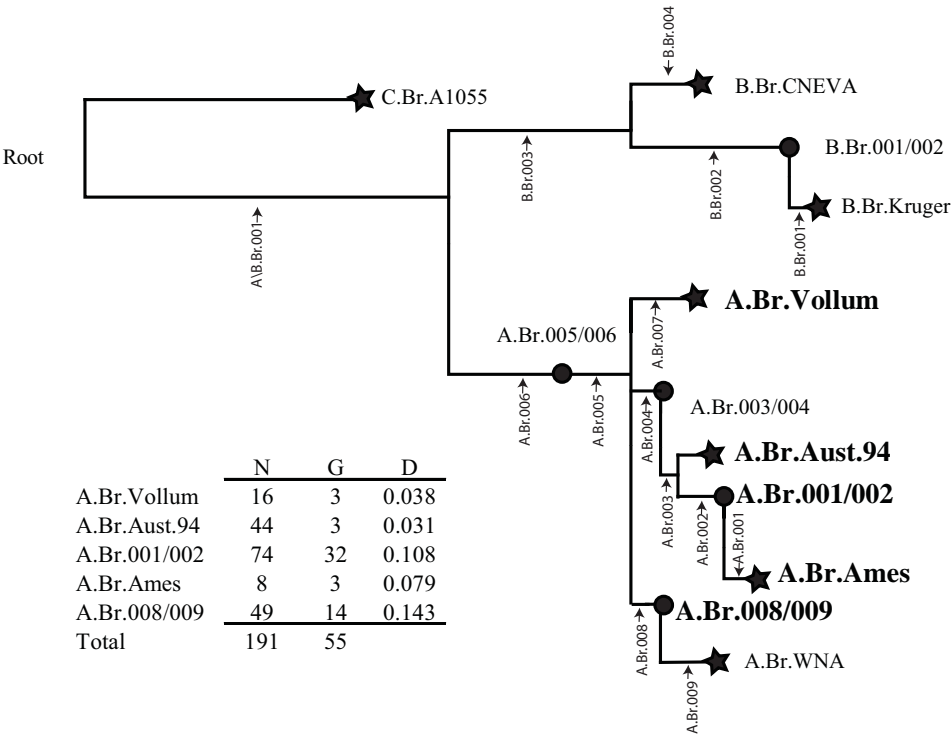 B.Br.004
C.Br.A1055
B.Br.CNEVA
Root
B.Br.003
B.Br.001/002
B.Br.002
B.Br.Kruger
A\B.Br.001
B.Br.001
A.Br.Vollum
A.Br.005/006
A.Br.007
A.Br.006
A.Br.005
A.Br.004
A.Br.003/004
A.Br.Aust.94
A.Br.001/002
A.Br.003
A.Br.002
A.Br.001
A.Br.Ames
A.Br.008/009
A.Br.008
A.Br.WNA
A.Br.009
N G D
A.Br.Vollum 16 3 0.038
A.Br.Aust.94 44 3 0.031
A.Br.001/002 74 32 0.108
A.Br.Ames 8 3 0.079
A.Br.008/009 49 14 0.143
Total 191 55